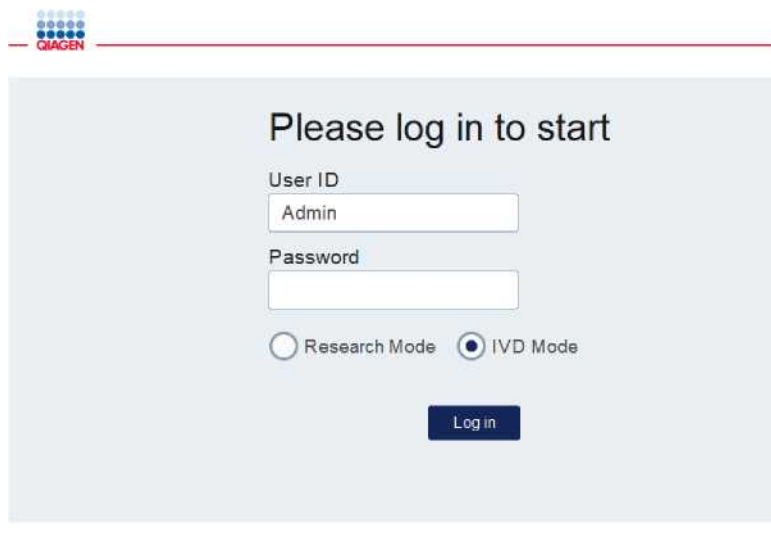 QIAGEN
Please log in to start
User ID
Admin
Password
Research Mode IVD Mode
Log in